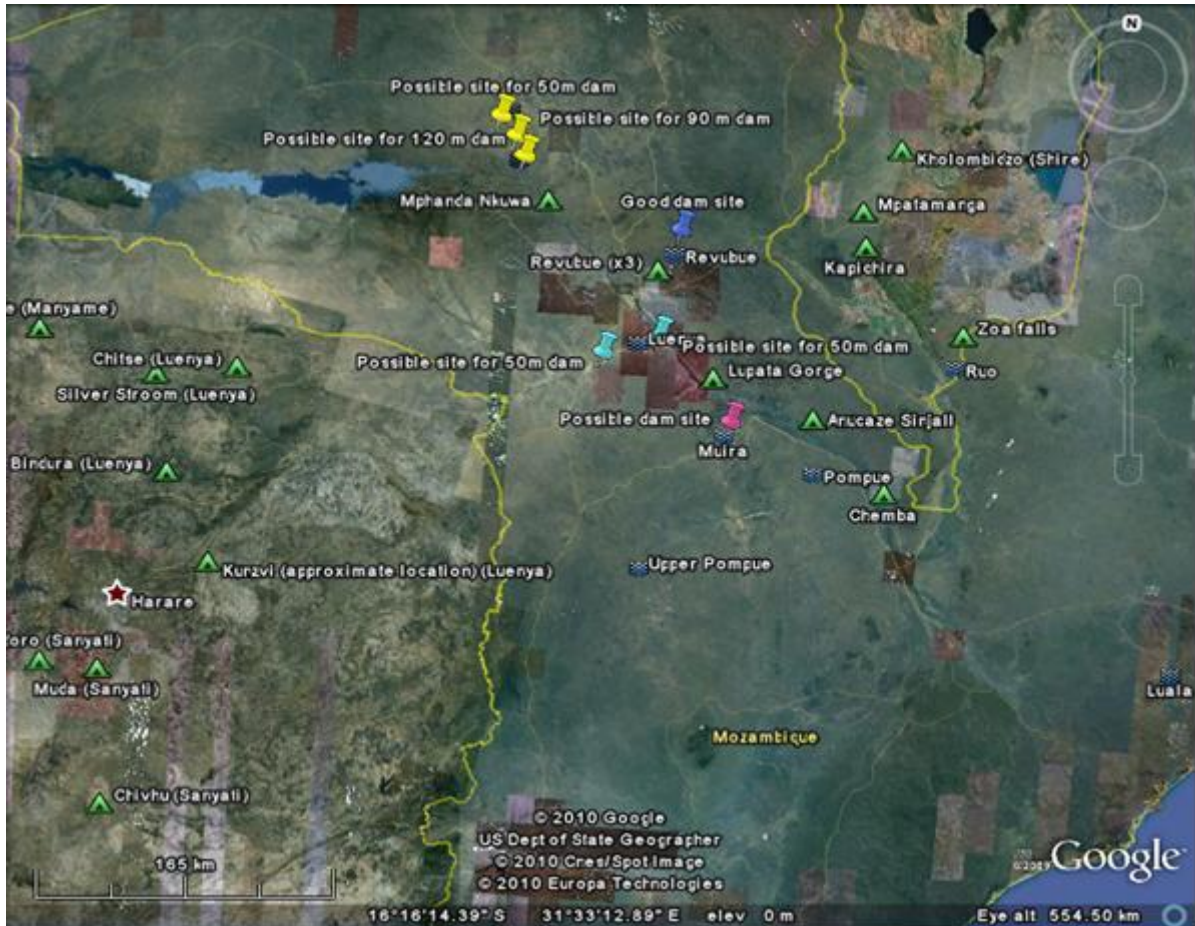 N
Possible site for 50m dam
Possible site for 90 m dam
Possible site for 120 m dam
Kholombidzo (Shire)
Mphanda Nkuwa
Good dam site
Mpatamanga
Revubue (x3)
Revubue
Kapichira
e (Manyame)
Zoa falls
Chitse (Luenya)
Possible site for 50m dam
Possible site for 50m dam
Silver Stroom (Luenya)
Lupata Gorge
Ruo
Possible dam site
Muira
Bindura (Luenya)
Pompue
Chemba
Kunzvi (approximate location) (Luenya)
Upper Pompue
Harare
oro (Sanyati)
Muda (Sanyati)
Luala
Mozambique
Chivhu (Sanyati)
© 2010 Google
US Dept of State Geographer
© 2010 Cnes/Spot Image
© 2010 Europa Technologies
165 km
©2009 Google
16°16'14.39" S 31°33'12.89" E elev 0 m
Eye alt 554.50 km